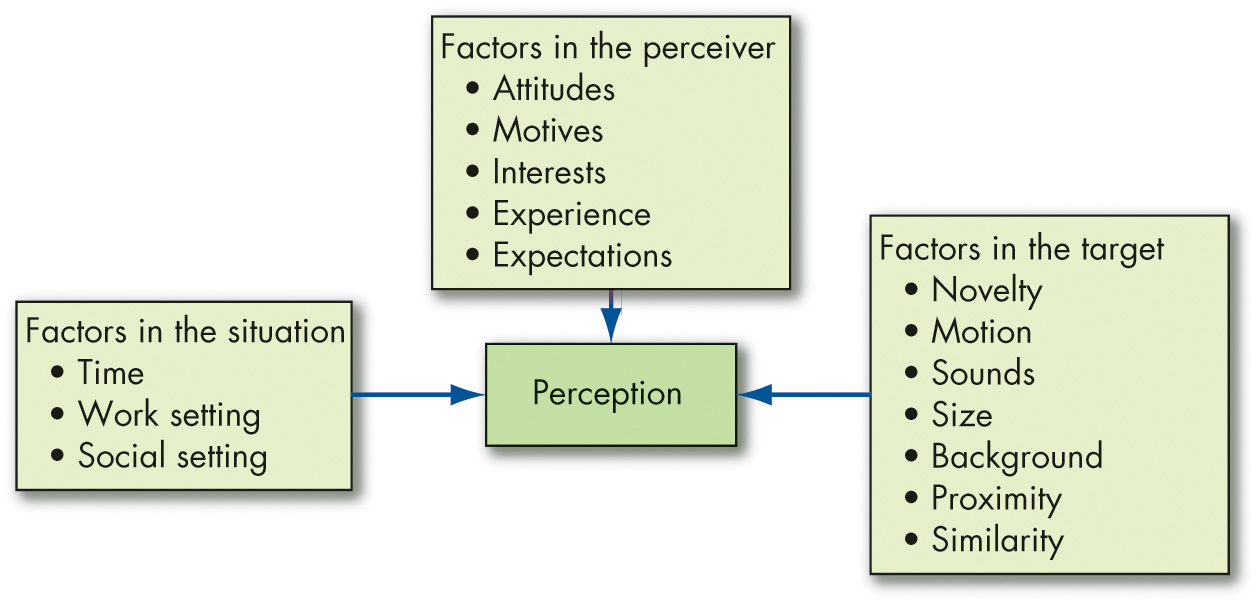 Factors in the perceiver
• Attitudes
• Motives
• Interests
• Experience
• Expectations
Factors in the situation
• Time
• Work setting
• Social setting
Perception
Factors in the target
• Novelty
• Motion
• Sounds
• Size
• Background
• Proximity
• Similarity